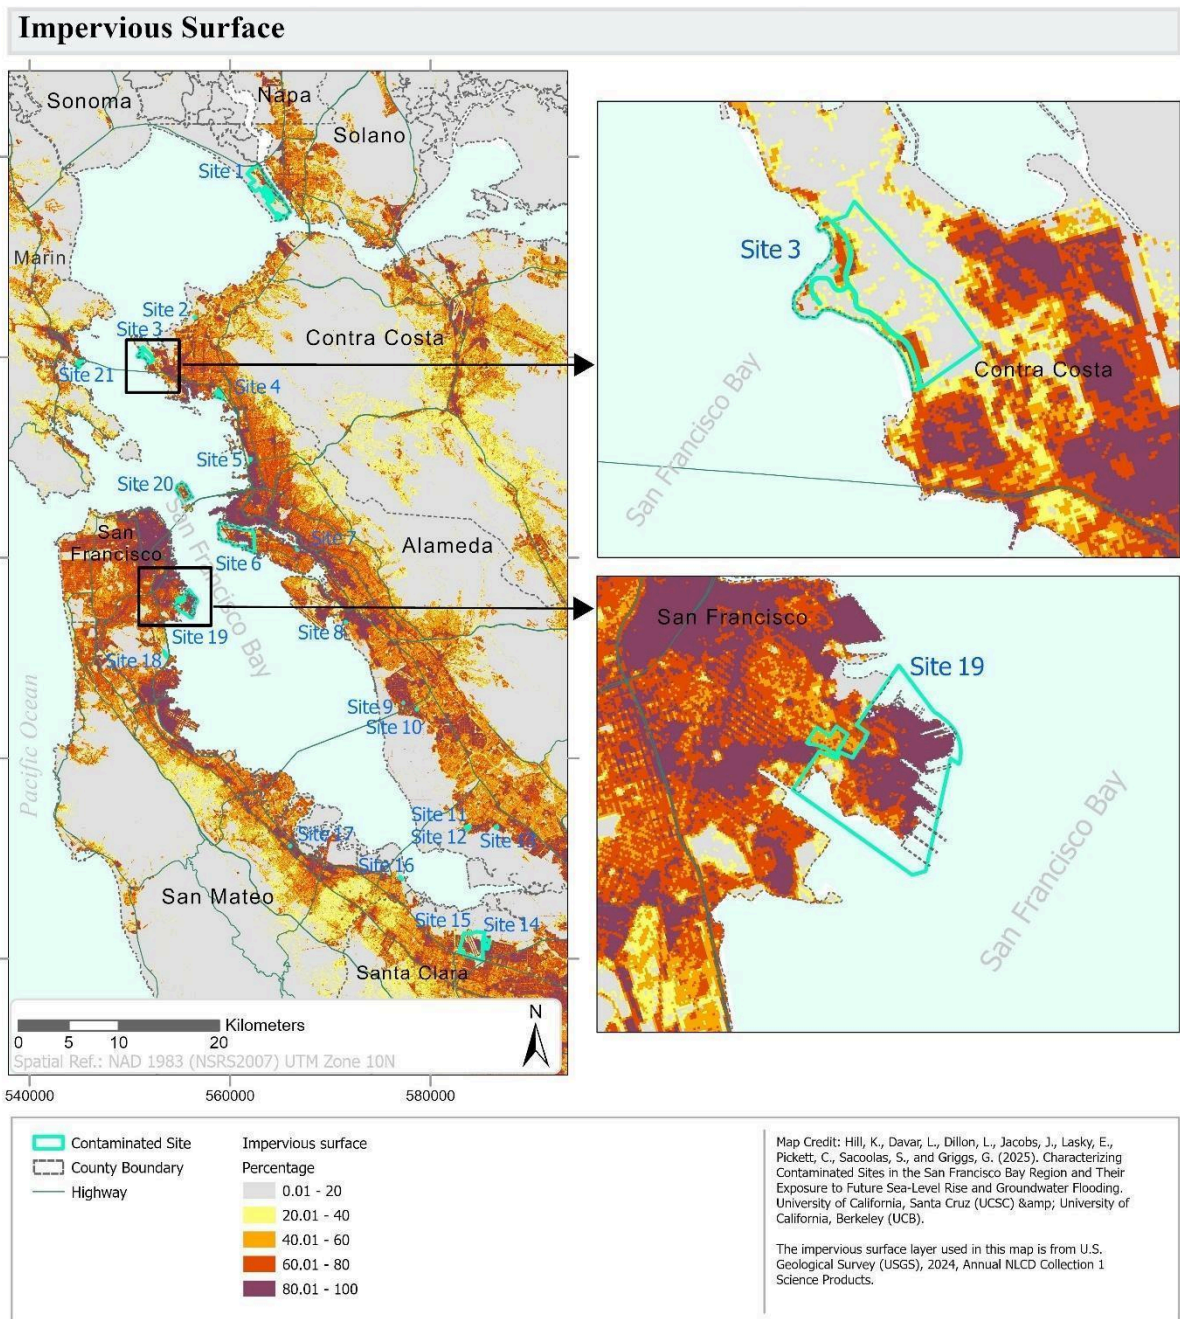 Impervious Surface
Sonoma
Napa
Solano
Site 1
Marin
Site 2
Site 3
Contra Costa
Site 21
Site 4
Site 5
Site 20
San Francisco Bay
San
Francisco
Site 7
Alameda
Site 6
Site 19
Site 8
Site 18
Pacific Ocean
Site 9
Site 10
Site 11
Site 12
Site 13
Site 17
Site 16
San Mateo
Site 15
Site 14
Santa Clara
0 5 10 20 Kilometers
N
Spatial Ref.: NAD 1983 (NSRS2007) UTM Zone 10N
540000 560000 580000
Site 3
Contra Costa
San Francisco Bay
San Francisco
Site 19
San Francisco Bay
Contaminated Site
County Boundary
Highway
Impervious surface
Percentage
0.01 - 20
20.01 - 40
40.01 - 60
60.01 - 80
80.01 - 100
Map Credit: Hill, K., Davar, L., Dillon, L., Jacobs, J., Lasky, E.,
Pickett, C., Sacoolas, S., and Griggs, G. (2025). Characterizing
Contaminated Sites in the San Francisco Bay Region and Their
Exposure to Future Sea-Level Rise and Groundwater Flooding.
University of California, Santa Cruz (UCSC) &amp; University of
California, Berkeley (UCB).
The impervious surface layer used in this map is from U.S.
Geological Survey (USGS), 2024, Annual NLCD Collection 1
Science Products.